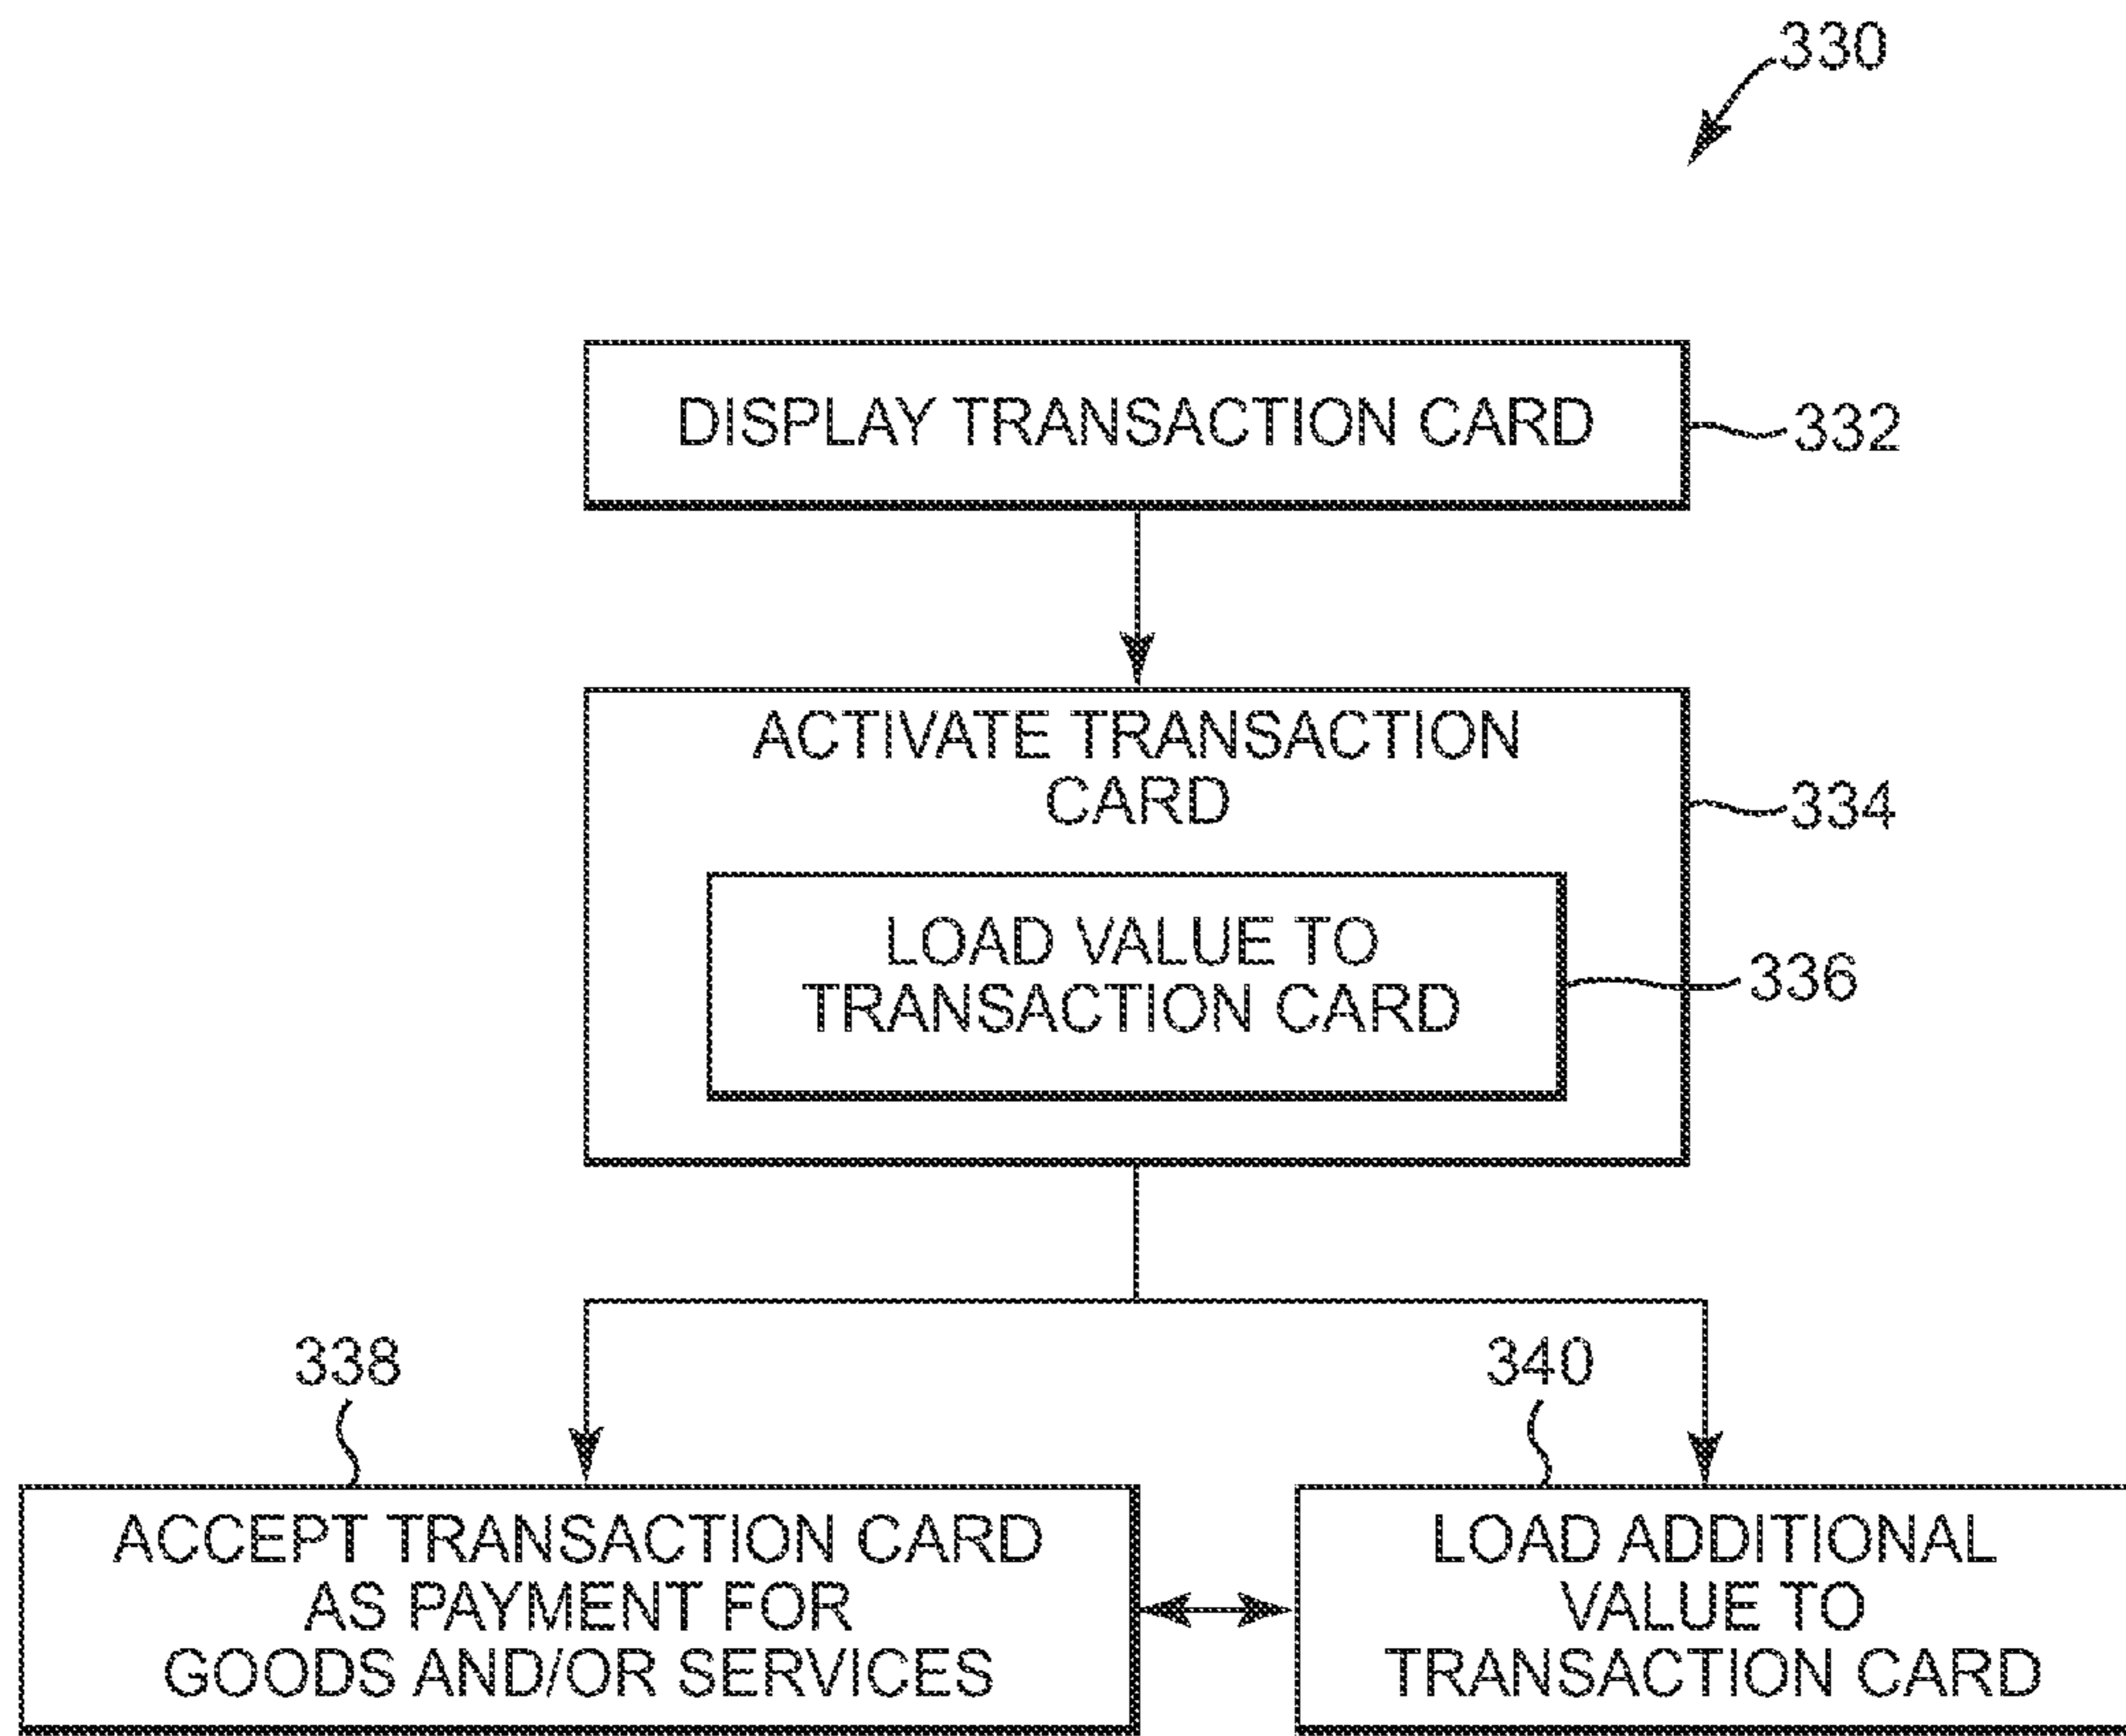 330
DISPLAY TRANSACTION CARD
332
ACTIVATE TRANSACTION
CARD
334
LOAD VALUE TO
TRANSACTION CARD
336
338
340
ACCEPT TRANSACTION CARD
AS PAYMENT FOR
GOODS AND/OR SERVICES
LOAD ADDITIONAL
VALUE TO
TRANSACTION CARD